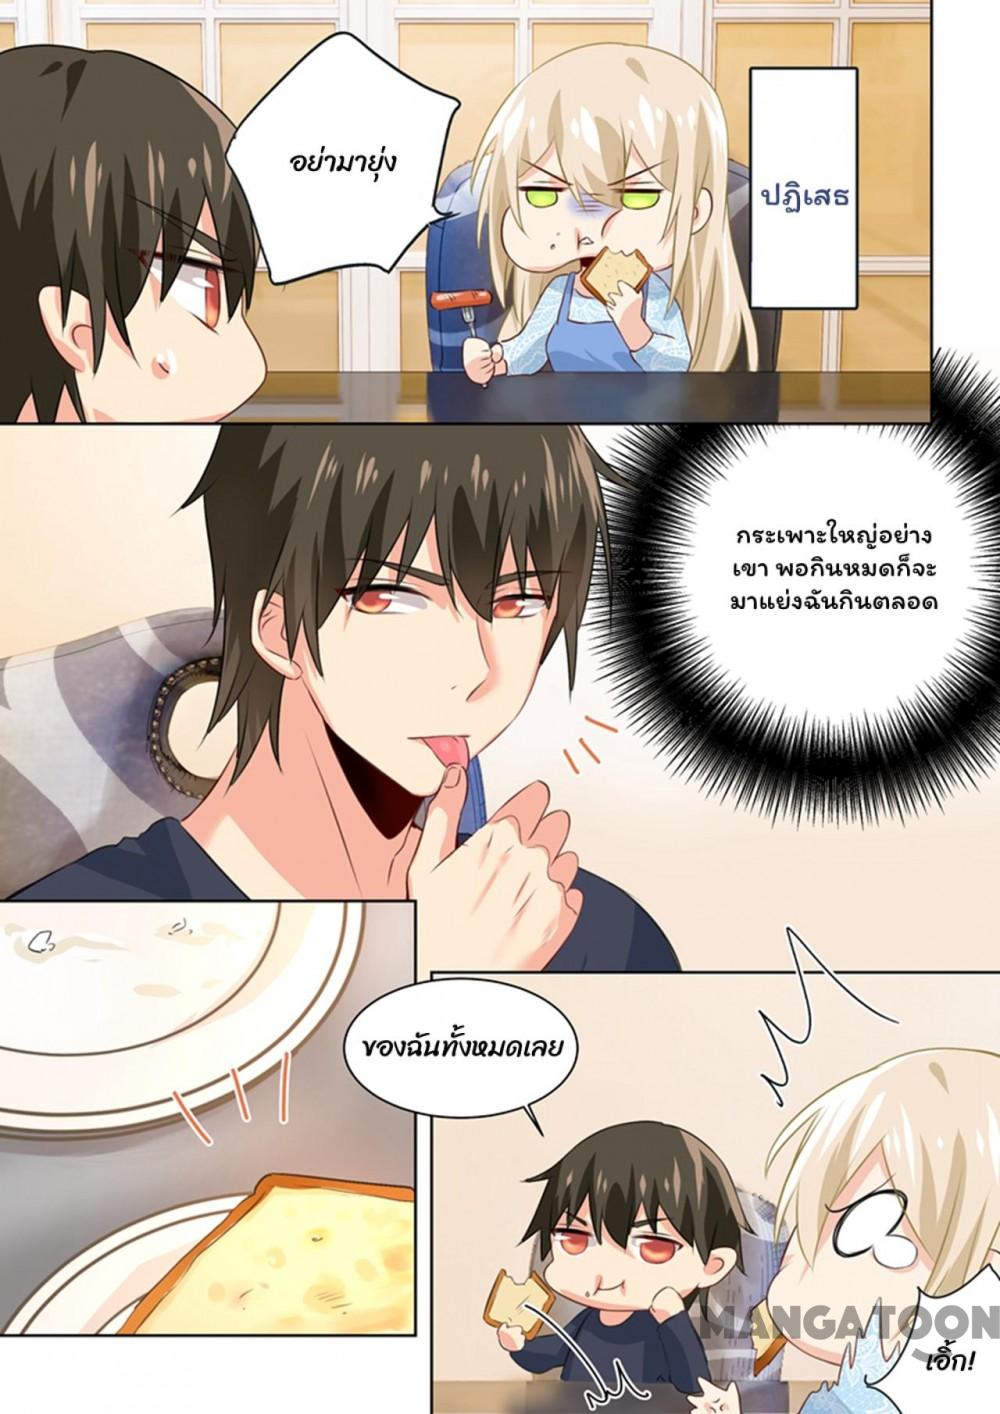 อย่ามายุ่ง
ปฏิเสธ
กระเพาะใหญ่อย่าง
เขา พอกินหมดก็จะ
มาแย่งฉันกินตลอด
ของฉันทั้งหมดเลย
MANGATOON
เอิ้ก!